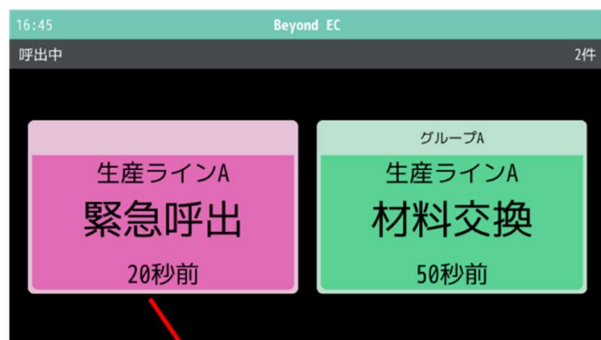 16:45
Beyond EC
呼出中
2件
生産ラインA
緊急呼出
20秒前
グループA
生産ラインA
材料交換
50秒前